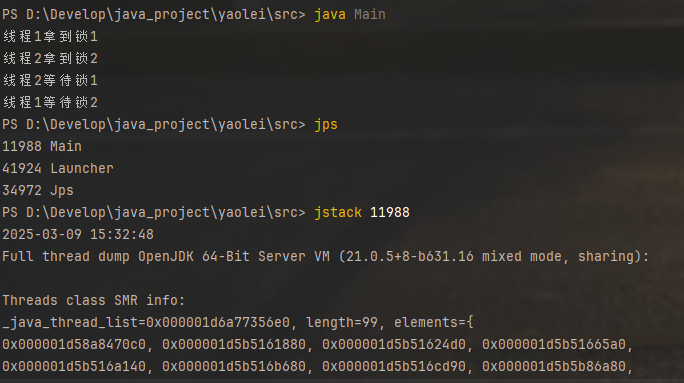 PS D:\Develop\java_project\yaolei\src> java Main
线程1拿到锁1
线程2拿到锁2
线程2等待锁1
线程1等待锁2
PS D:\Develop\java_project\yaolei\src> jps
11988 Main
41924 Launcher
34972 Jps
PS D:\Develop\java_project\yaolei\src> jstack 11988
2025-03-09 15:32:48
Full thread dump OpenJDK 64-Bit Server VM (21.0.5+8-b631.16 mixed mode, sharing):
Threads class SMR info:
_java_thread_list=0x000001d6a77356e0, length=99, elements={
0x000001d58a8470c0, 0x000001d5b5161880, 0x000001d5b51624d0, 0x000001d5b51665a0,
0x000001d5b516a140, 0x000001d5b516b680, 0x000001d5b516cd90, 0x000001d5b5b86a80,